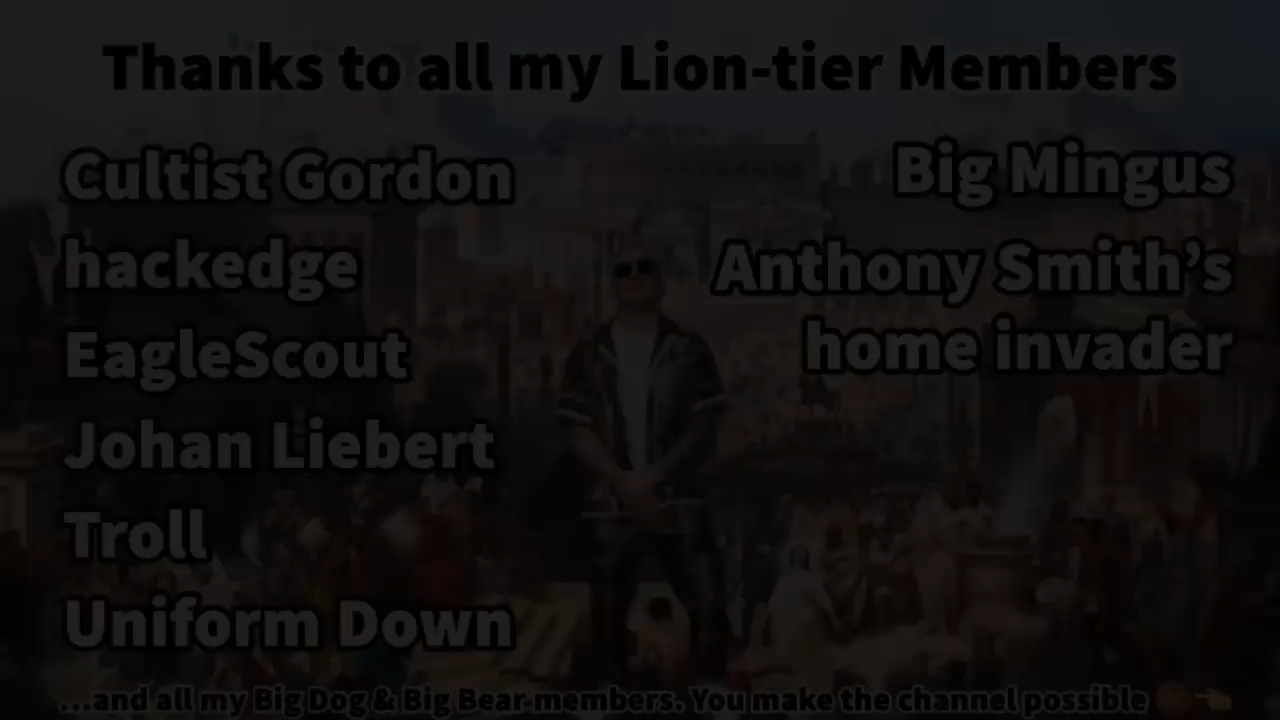 Thanks to all my Lion-tier Members
Cultist Gordon
hackedge
EagleScout
Johan Liebert
Troll
Uniform Down
Big Mingus
Anthony Smith’s
home invader
...and all my Big Dog & Big Bear members. You make the channel possible